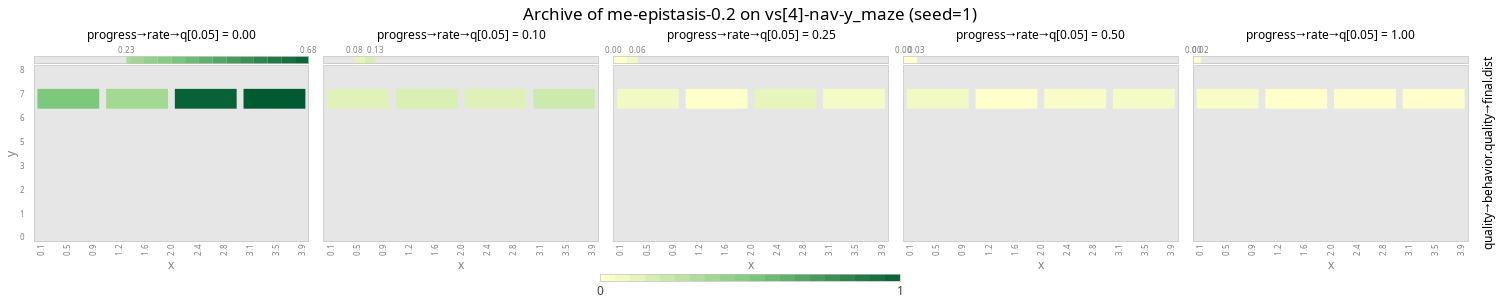 Archive of me-epistasis-0.2 on vs[4]-nav-y_maze (seed=1)
progress→rate→q[0.05] = 0.00
progress→rate→q[0.05] = 0.10
progress→rate→q[0.05] = 0.25
progress→rate→q[0.05] = 0.50
progress→rate→q[0.05] = 1.00
0.23 0.68
0.08 0.13
0.00 0.06
0.03
8
7
6
5
3
2
1
0
y
quality→behavior.quality→final.dist
0.1 0.5 0.9 1.2 1.6 2.0 2.4 2.8 3.1 3.5 3.9
0.1 0.5 0.9 1.2 1.6 2.0 2.4 2.8 3.1 3.5 3.9
0.1 0.5 0.9 1.2 1.6 2.0 2.4 2.8 3.1 3.5 3.9
0.1 0.5 0.9 1.2 1.6 2.0 2.4 2.8 3.1 3.5 3.9
0.1 0.5 0.9 1.2 1.6 2.0 2.4 2.8 3.1 3.5 3.9
x
x
x
x
x
0 1